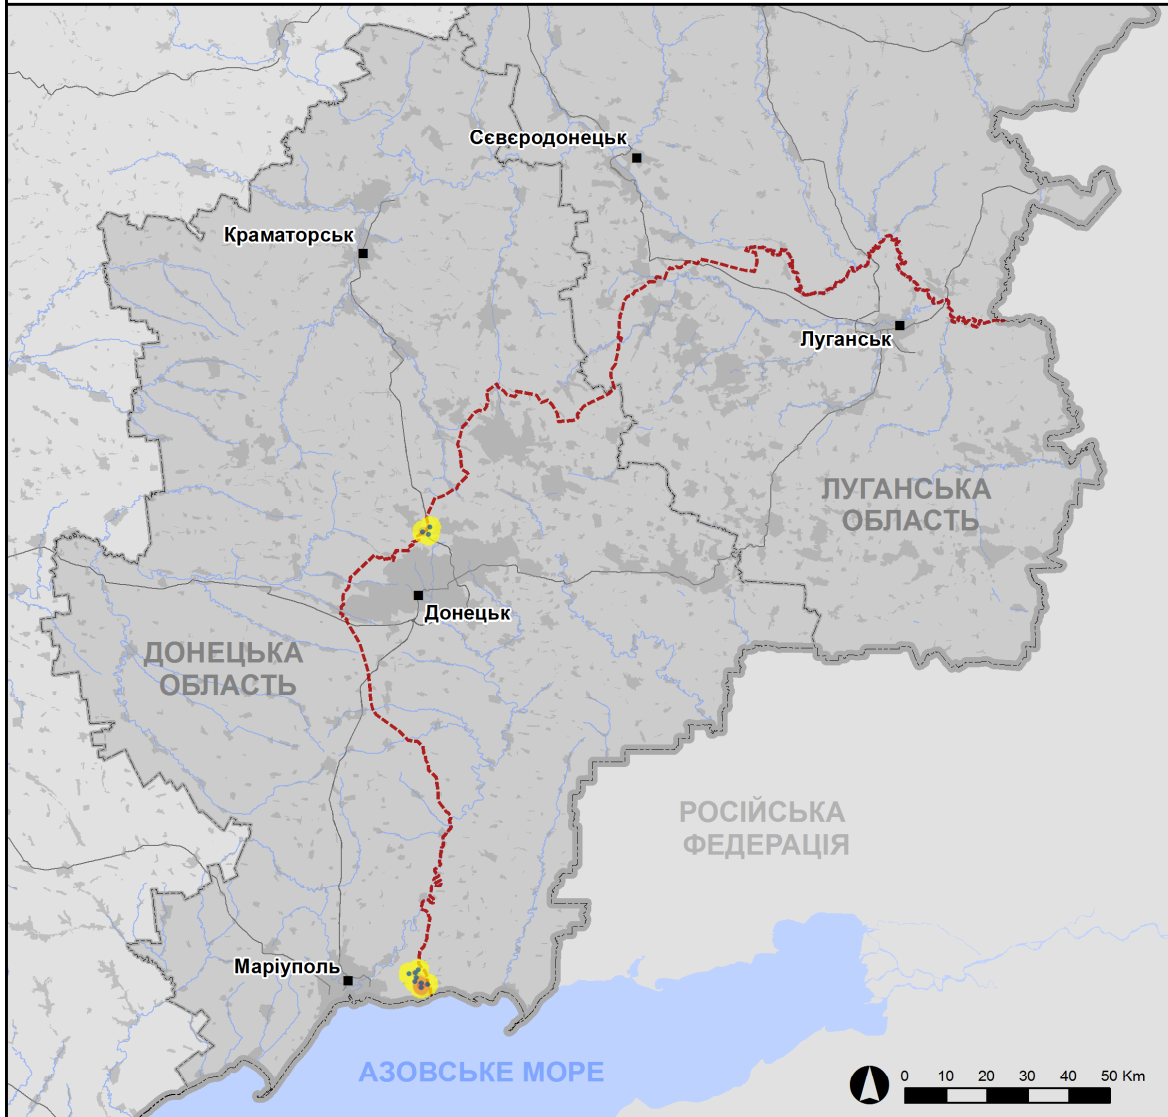 Сєвєродонецьк
Краматорськ
Луганськ
ЛУГАНСЬКА
ОБЛАСТЬ
Донецьк
ДОНЕЦЬКА
ОБЛАСТЬ
РОСІЙСЬКА
ФЕДЕРАЦІЯ
Маріуполь
АЗОВСЬКЕ МОРЕ
0 10 20 30 40 50 Km